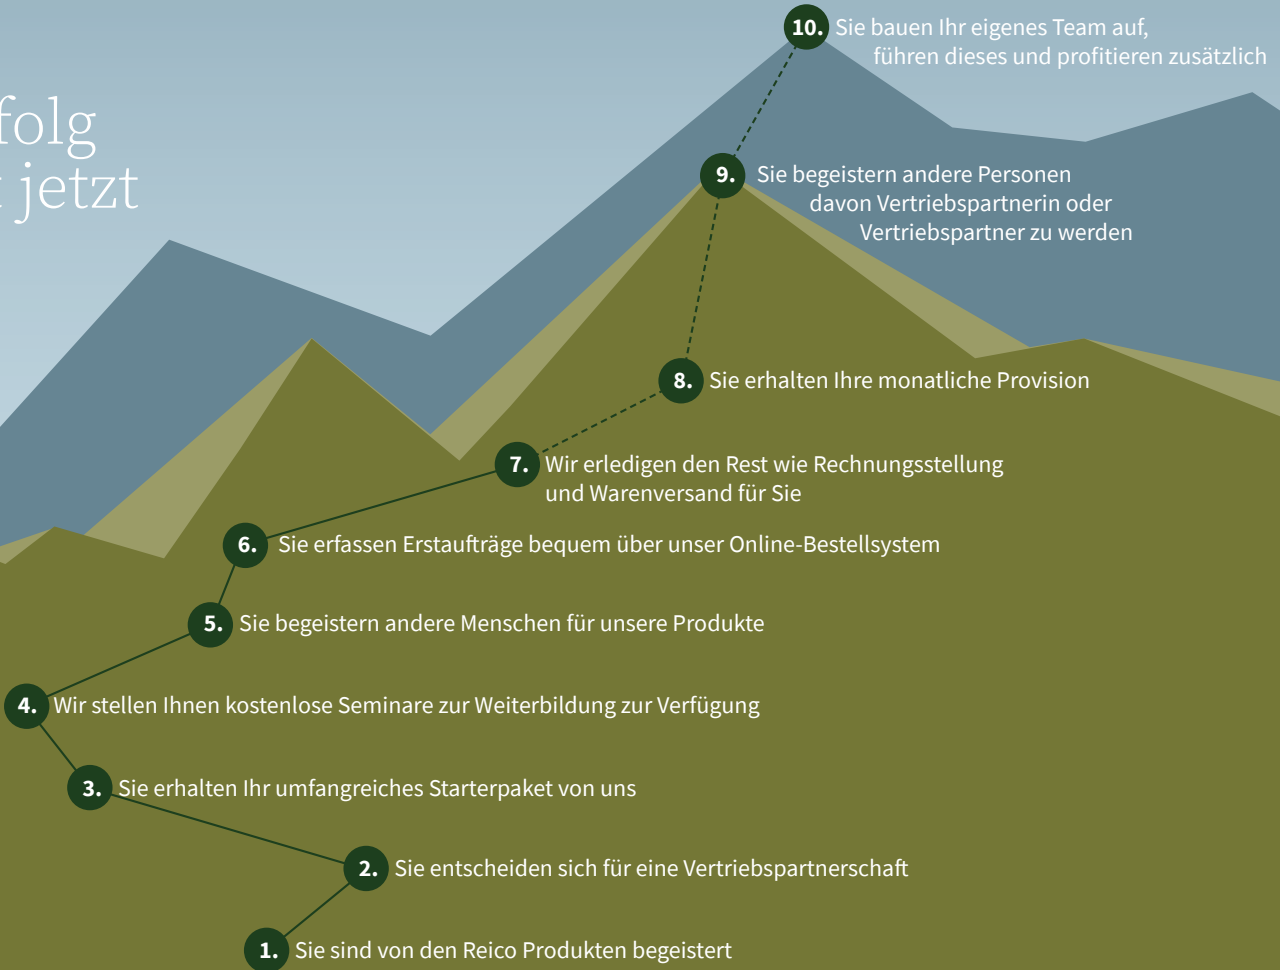 folg
jetzt
10. Sie bauen Ihr eigenes Team auf,
führen dieses und profitieren zusätzlich
9. Sie begeistern andere Personen
davon Vertriebspartnerin oder
Vertriebspartner zu werden
8. Sie erhalten Ihre monatliche Provision
7. Wir erledigen den Rest wie Rechnungsstellung
und Warenversand für Sie
6. Sie erfassen Erstaufträge bequem über unser Online-Bestellsystem
5. Sie begeistern andere Menschen für unsere Produkte
4. Wir stellen Ihnen kostenlose Seminare zur Weiterbildung zur Verfügung
3. Sie erhalten Ihr umfangreiches Starterpaket von uns
2. Sie entscheiden sich für eine Vertriebspartnerschaft
1. Sie sind von den Reico Produkten begeistert